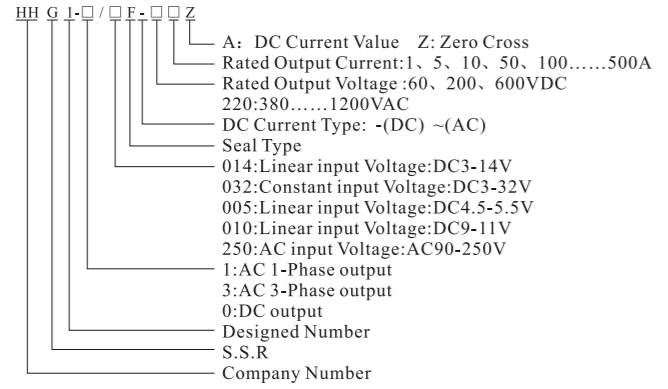 HH G 1-□/□F-□□Z
A: DC Current Value Z: Zero Cross
Rated Output Current:1、5、10、50、100……500A
Rated Output Voltage :60、200、600VDC
220:380……1200VAC
DC Current Type: -(DC) ~(AC)
Seal Type
014:Linear input Voltage:DC3-14V
032:Constant input Voltage:DC3-32V
005:Linear input Voltage:DC4.5-5.5V
010:Linear input Voltage:DC9-11V
250:AC input Voltage:AC90-250V
1:AC 1-Phase output
3:AC 3-Phase output
0:DC output
Designed Number
S.S.R
Company Number